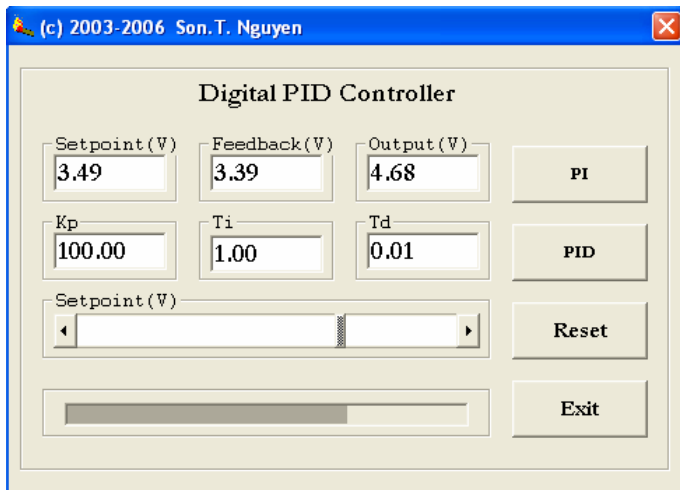 (c) 2003-2006 Son.T. Nguyen
Digital PID Controller
Setpoint(V) Feedback(V) Output(V)
3.49 3.39 4.68 PI
Kp Ti Td
100.00 1.00 0.01 PID
Setpoint(V)
Reset
Exit